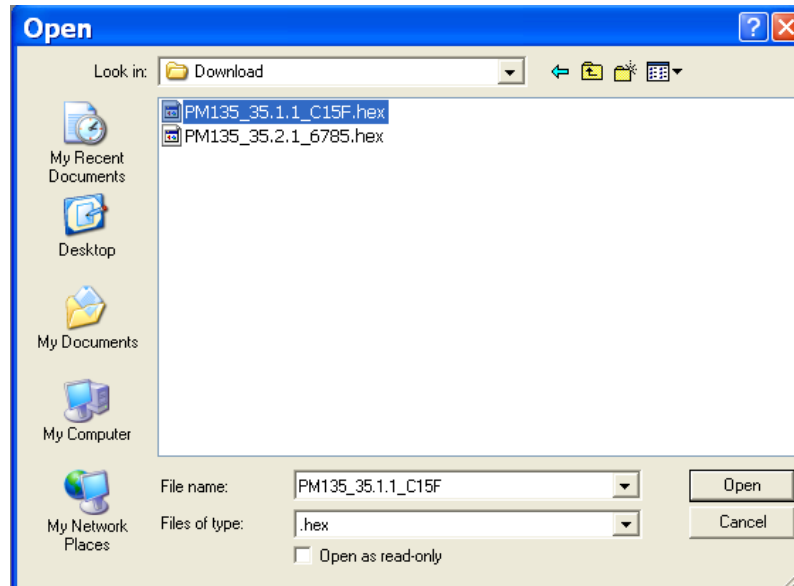 Open
Look in: Download
PM135_35.1.1_C15F.hex
PM135_35.2.1_6785.hex
My Recent
Documents
Desktop
My Documents
My Computer
My Network
Places
File name: PM135_35.1.1_C15F Open
Files of type: .hex Cancel
Open as read-only